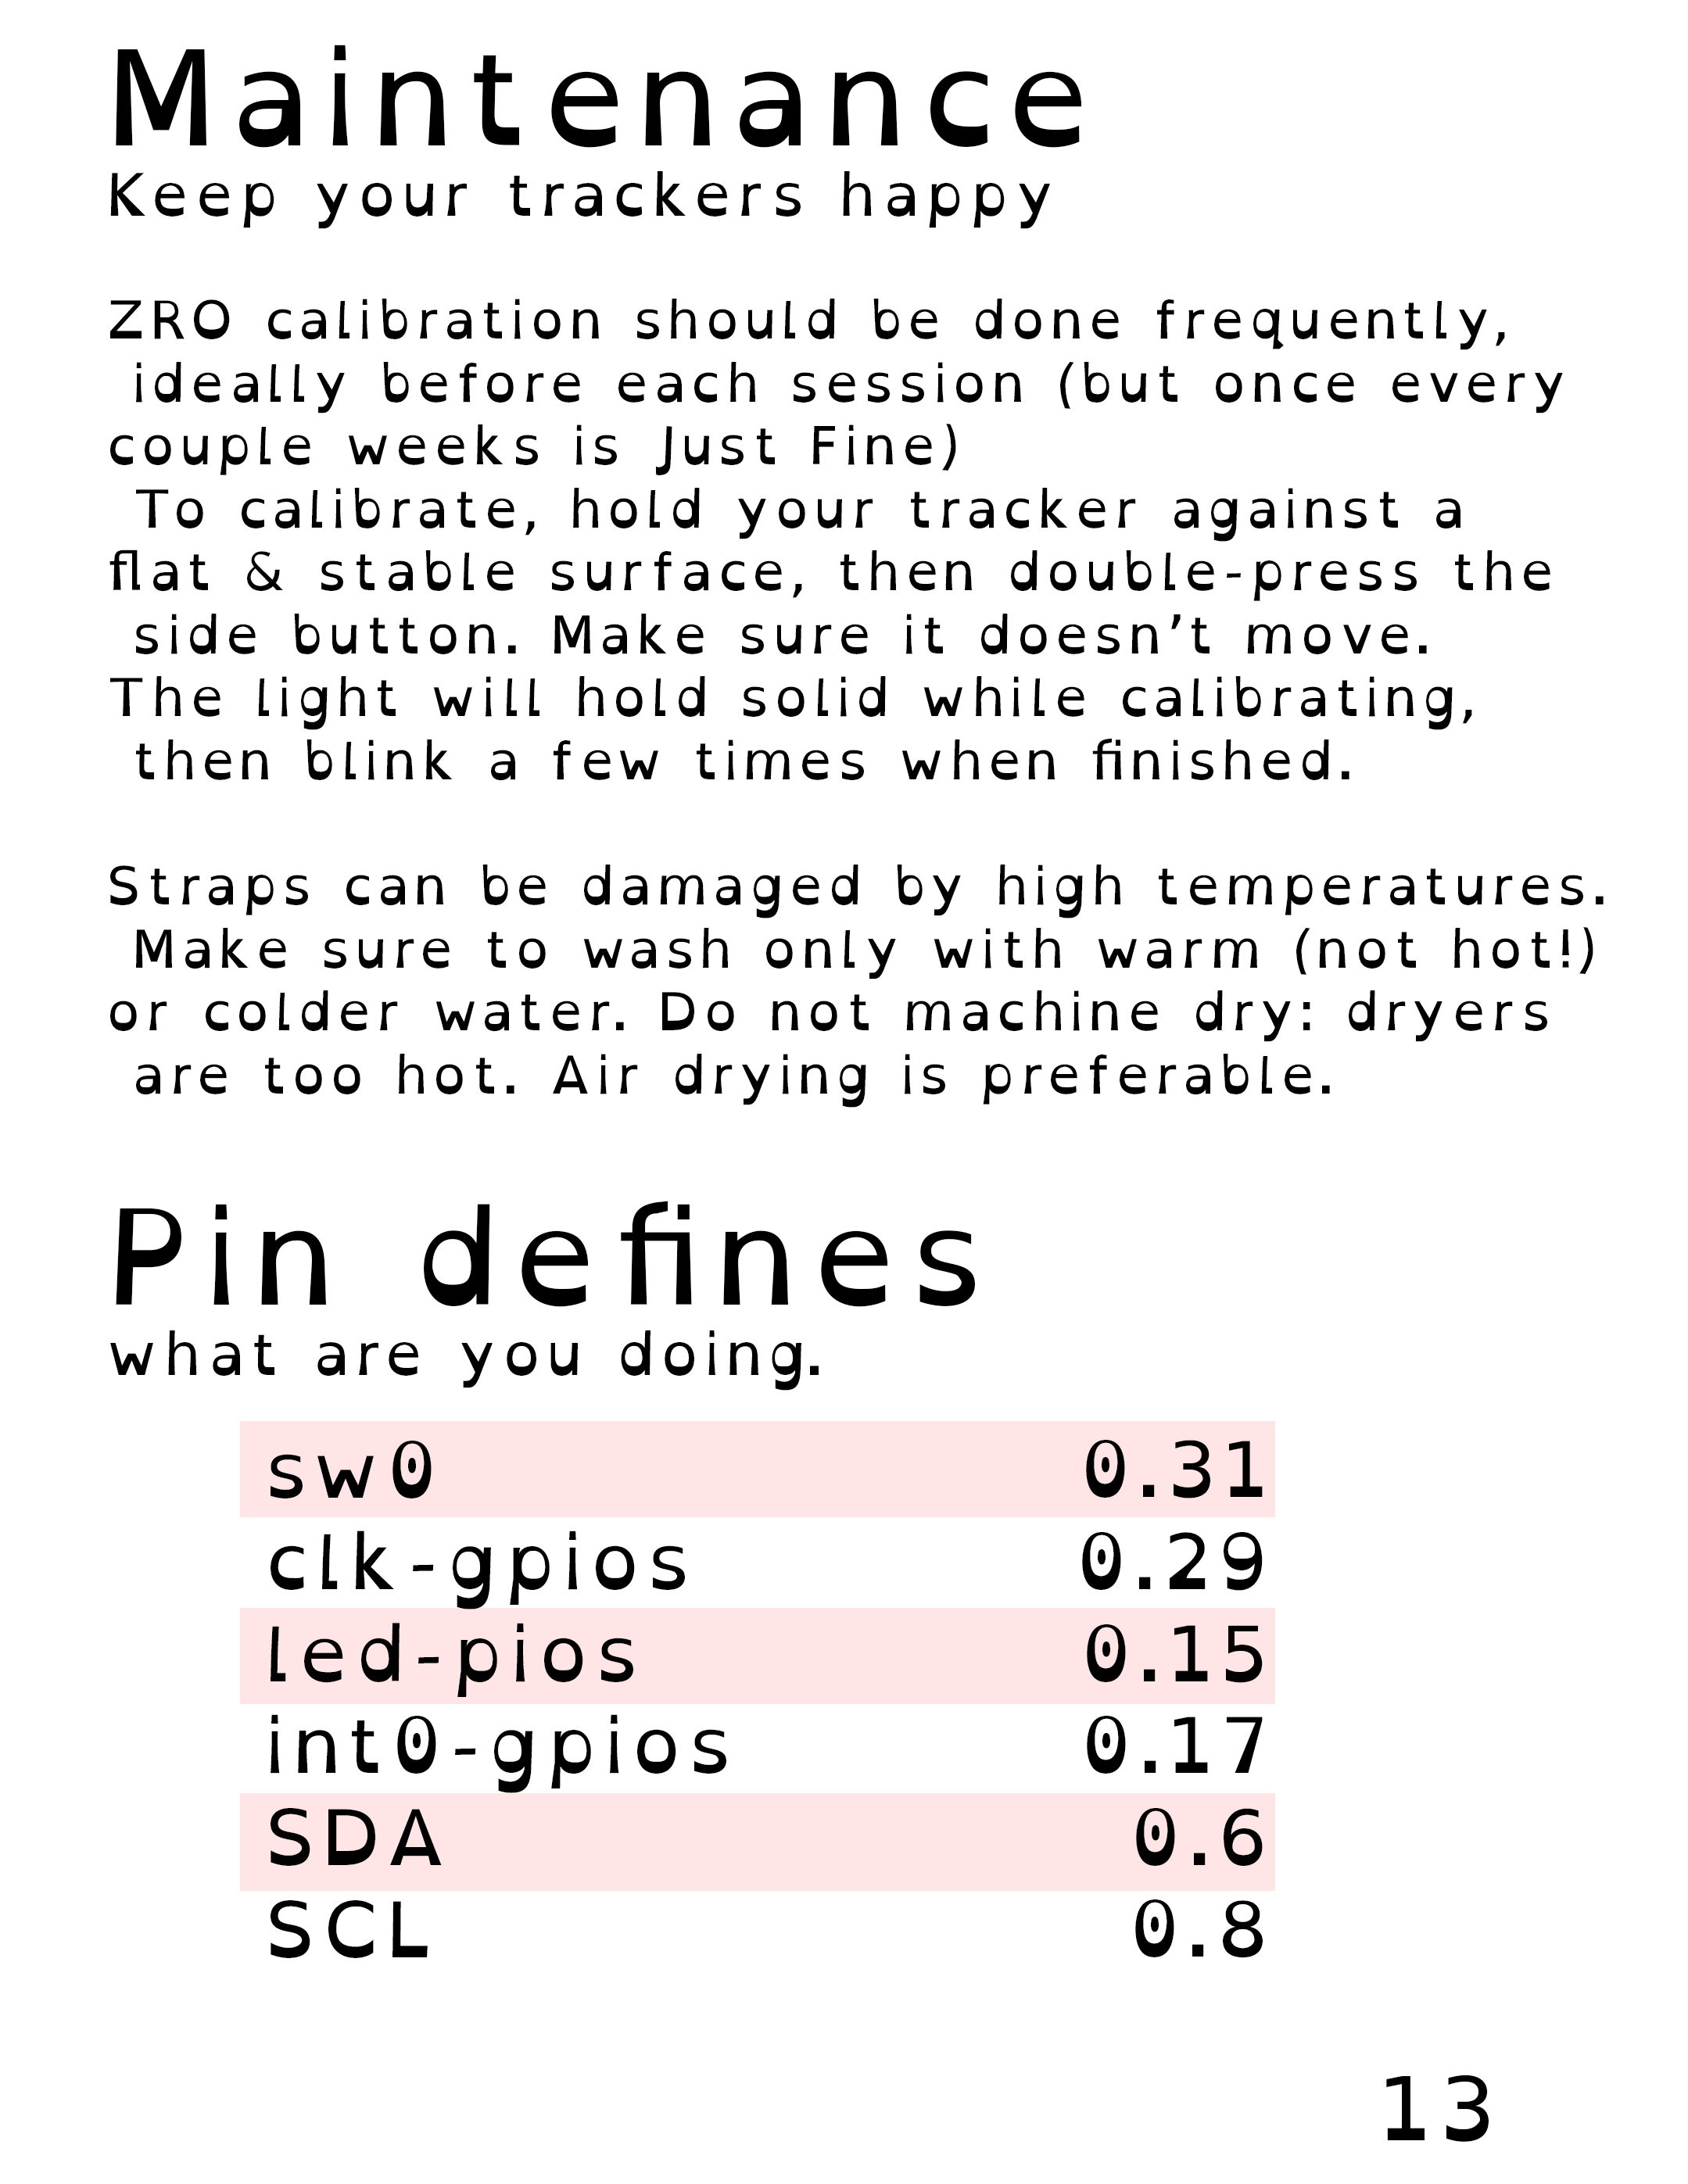 Maintenance
Keep your trackers happy
ZRO calibration should be done frequently,
ideally before each session (but once every
couple weeks is Just Fine)
To calibrate, hold your tracker against a
flat & stable surface, then double-press the
side button. Make sure it doesn’t move.
The light will hold solid while calibrating,
then blink a few times when finished.
Straps can be damaged by high temperatures.
Make sure to wash only with warm (not hot!)
or colder water. Do not machine dry: dryers
are too hot. Air drying is preferable.
Pin defines
what are you doing.
sw0 0.31
clk-gpios 0.29
led-pios 0.15
int0-gpios 0.17
SDA 0.6
SCL 0.8
13